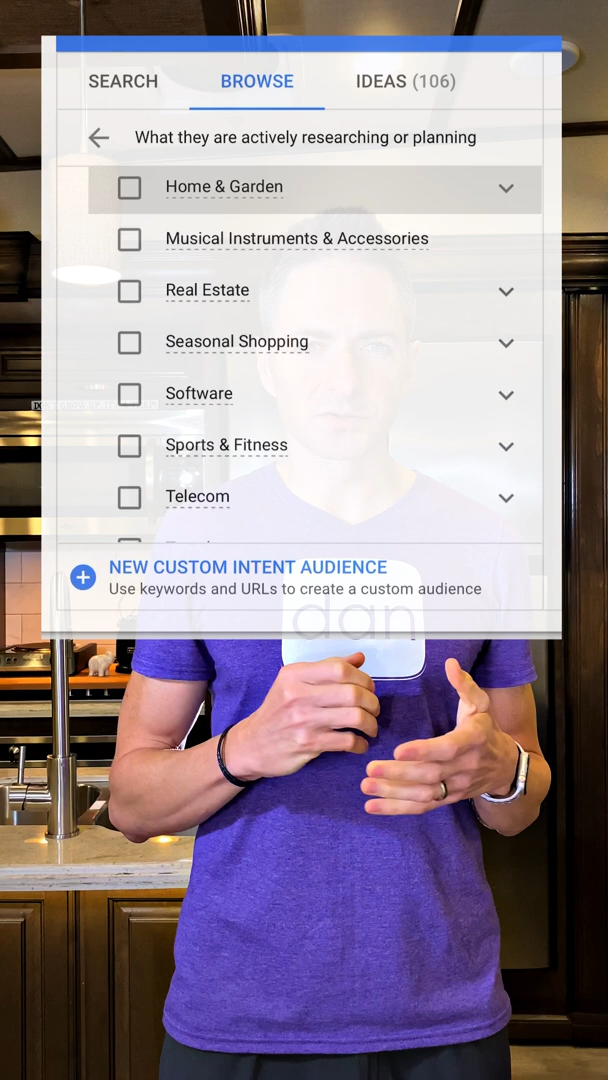 SEARCH BROWSE IDEAS (106)
What they are actively researching or planning
Home & Garden
Musical Instruments & Accessories
Real Estate
Seasonal Shopping
Software
Sports & Fitness
Telecom
NEW CUSTOM INTENT AUDIENCE
Use keywords and URLs to create a custom audience
dan